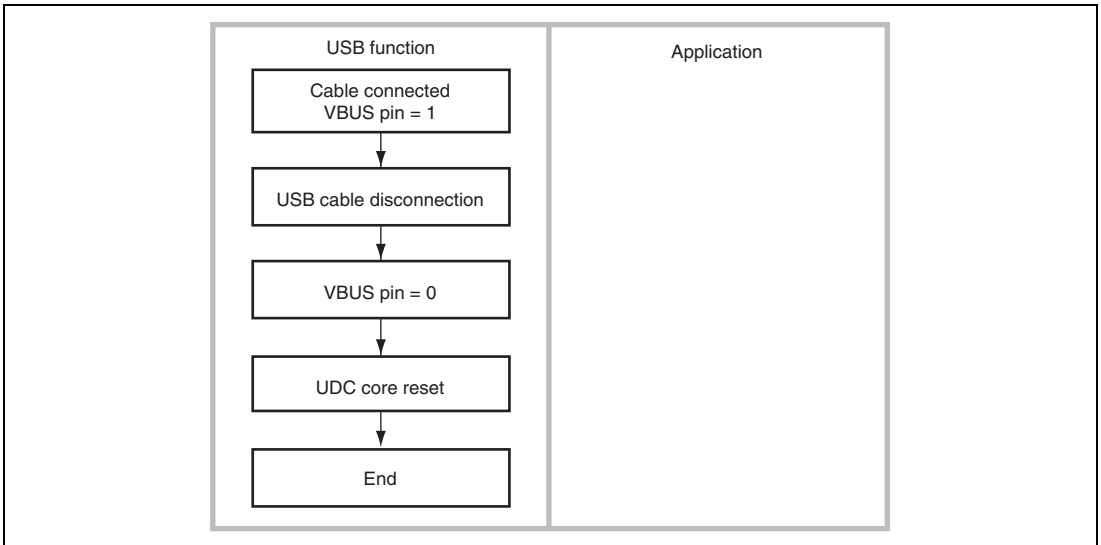 USB function
Application
Cable connected
VBUS pin = 1
USB cable disconnection
VBUS pin = 0
UDC core reset
End